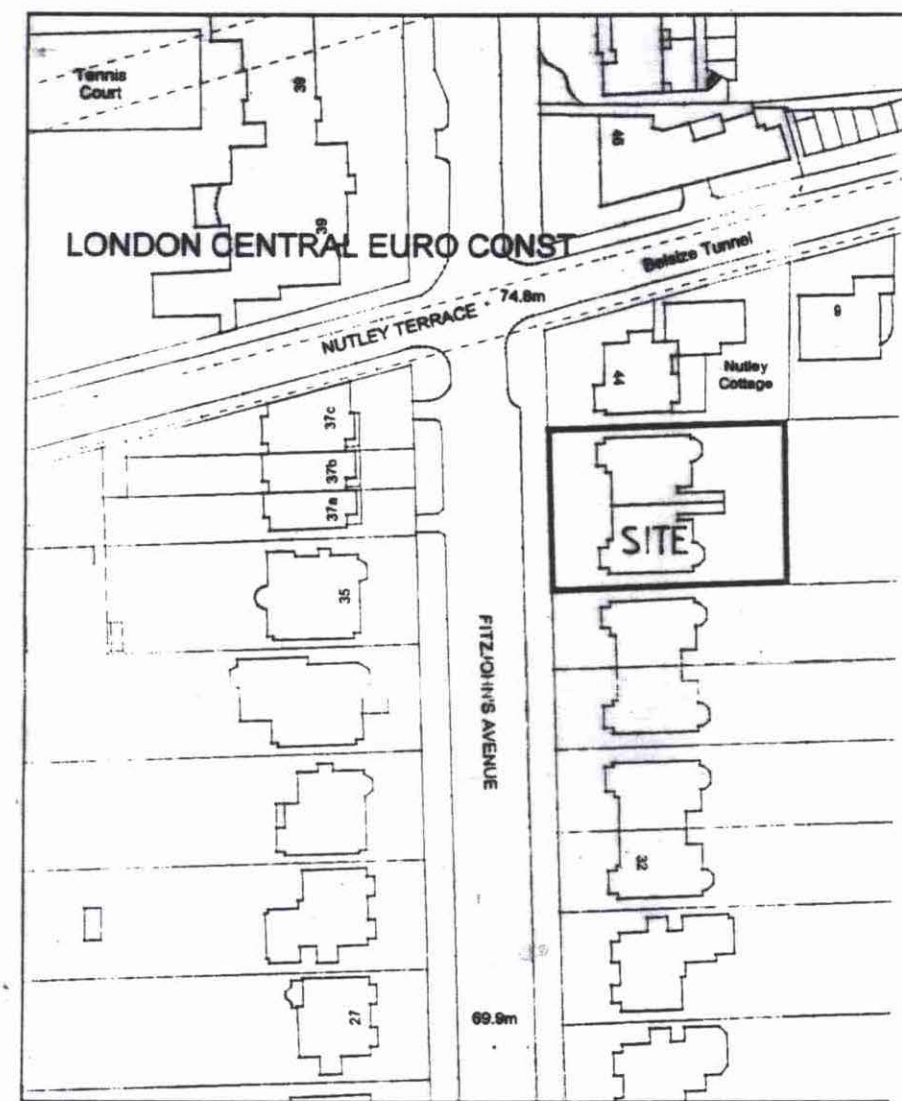 Tennis
Court
39
46
LONDON CENTRAL EURO CONST
39
Belsize Tunnel
74.8m
NUTLEY TERRACE
9
44
Nutley
Cottage
37c
37b
37a
SITE
35
FITZJOHN'S AVENUE
32
27
69.9m